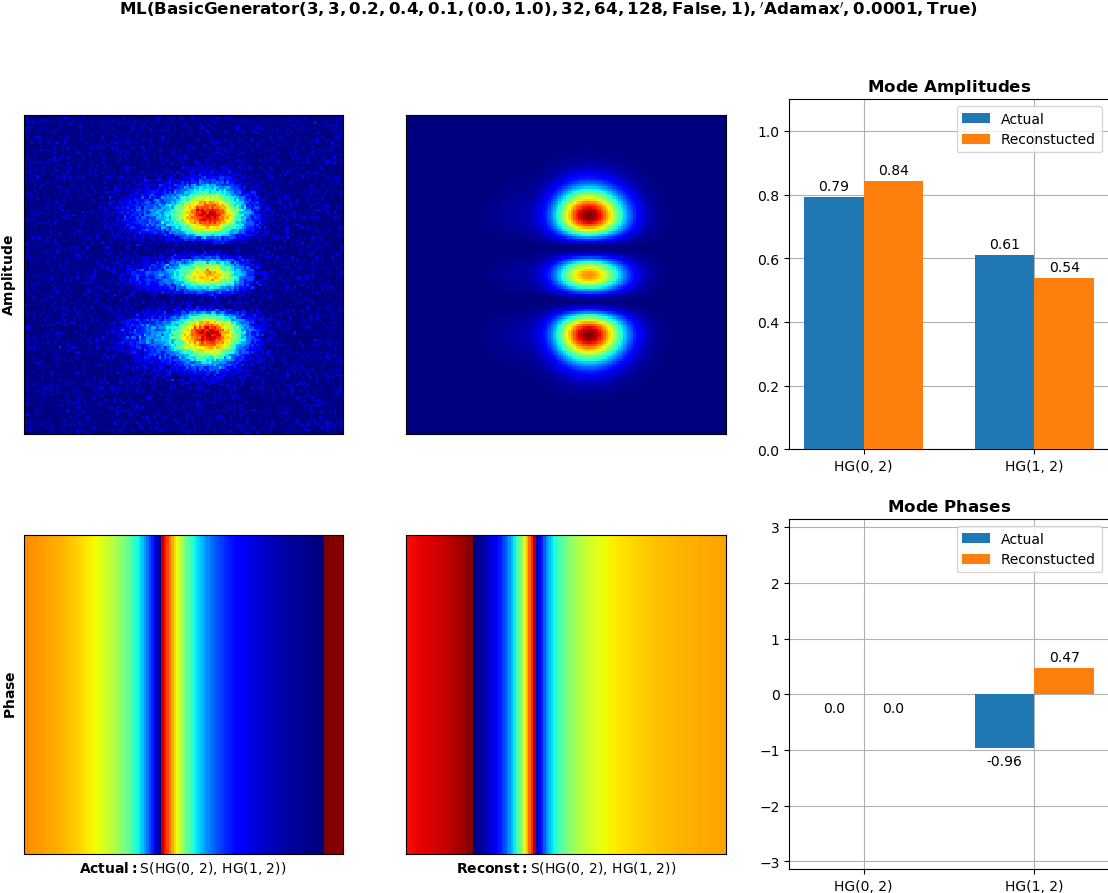 ML(BasicGenerator(3, 3, 0.2, 0.4, 0.1, (0.0, 1.0), 32, 64, 128, False, 1), ′Adamax′, 0.0001, True)
Amplitude
Mode Amplitudes
Actual
Reconstucted
1.0
0.8
0.6
0.4
0.2
0.0
0.79
0.84
0.61
0.54
HG(0, 2)
HG(1, 2)
Phase
Actual: S(HG(0, 2), HG(1, 2))
Reconst: S(HG(0, 2), HG(1, 2))
Mode Phases
Actual
Reconstucted
3
2
1
0
−1
−2
−3
0.0
0.0
-0.96
0.47
HG(0, 2)
HG(1, 2)